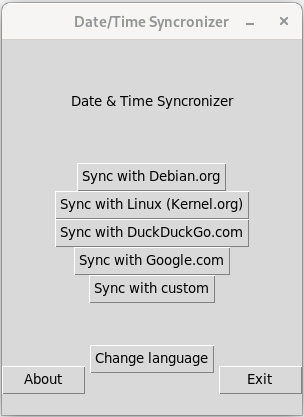 Date/Time Syncronizer
Date & Time Syncronizer
Sync with Debian.org
Sync with Linux (Kernel.org)
Sync with DuckDuckGo.com
Sync with Google.com
Sync with custom
Change language
About
Exit